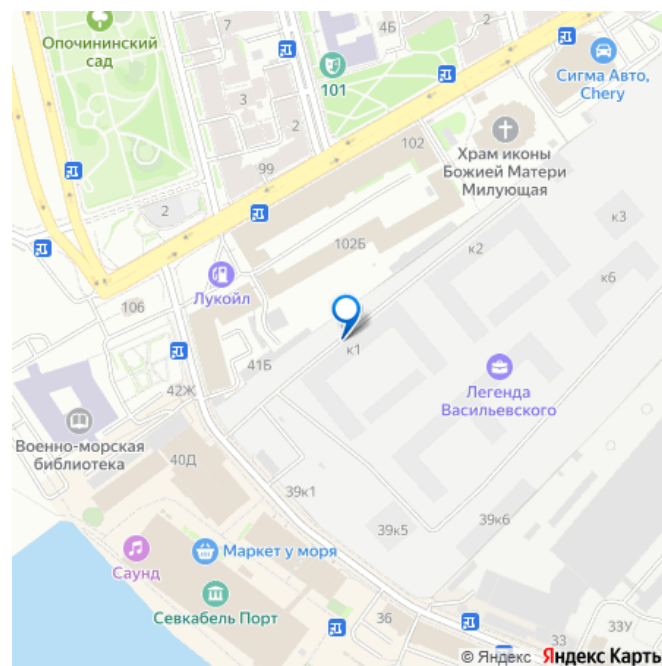 7
4Б
Опочининский
сад
101
3
2
Сигма Авто,
Chery
102
Храм иконы
Божией Матери
Милующая
99
2
к3
102Б
к2
к6
Лукойл
106
к1
41Б
42Ж
Легенда
Васильевского
Военно-морская
библиотека
40Д
39к1
39к6
39к5
Маркет у моря
Саунд
Севкабель Порт
36
33
33У
© Яндекс Яндекс Карты